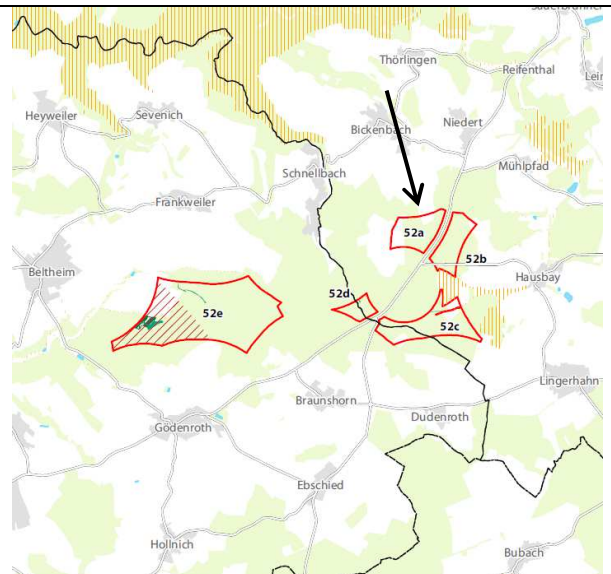 Thörlingen
Reifenthal
Heyweiler
Sevenich
Bickenbach
Niedert
Mühlpfad
Schnellbach
Frankweiler
52a
52b
Beltheim
Hausbay
52d
52e
52c
Lingerhahn
Braunshorn
Dudenroth
Gödenroth
Ebschied
Hollnich
Bubach